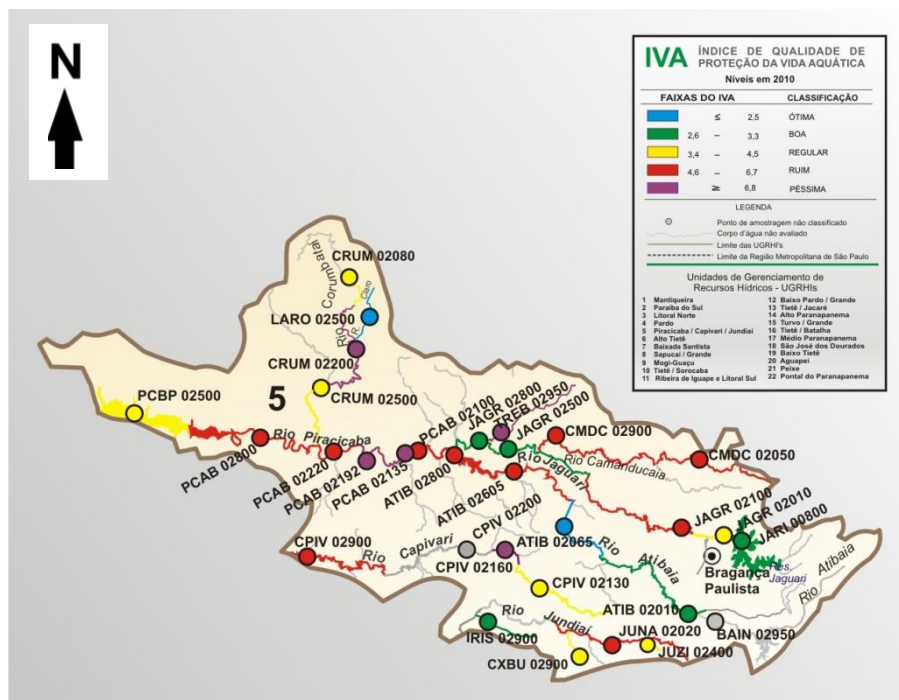 N
IVA
ÍNDICE DE QUALIDADE DE
PROTEÇÃO DA VIDA AQUÁTICA
Níveis em 2010
FAIXAS DO IVA CLASSIFICAÇÃO
≤ 2,5 ÓTIMA
2,6 – 3,3 BOA
3,4 – 4,5 REGULAR
4,6 – 6,7 RUIM
≥ 6,8 PÉSSIMA
LEGENDA
Ponto de amostragem não classificado
Corpo d'água não avaliado
Limite das UGRHI's
Limite da Região Metropolitana de São Paulo
Unidades de Gerenciamento de
Recursos Hídricos - UGRHIs
1 Mantiqueira
2 Paraíba do Sul
3 Litoral Norte
4 Pardo
5 Piracicaba / Capivari / Jundiaí
6 Alto Tietê
7 Baixada Santista
8 Sapucaí / Grande
9 Mogi-Guaçu
10 Tietê / Sorocaba
11 Ribeira de Iguape e Litoral Sul
12 Baixo Pardo / Grande
13 Tietê / Jacaré
14 Alto Paranapanema
15 Turvo / Grande
16 Tietê / Batalha
17 Médio Paranapanema
18 São José dos Dourados
19 Baixo Tietê
20 Aguapeí
21 Peixe
22 Pontal do Paranapanema
Corumbataí
CRUM 02080
Claro
LARO 02500
R.
Rio
CRUM 02200
CRUM 02500
5
PCBP 02500
PCAB 02800
Rio Piracicaba
PCAB 02220
PCAB 02192
PCAB 02135
PCAB 02100
JAGR 02800
TREB 02950
JAGR 02500
CMDC 02900
CMDC 02050
Rio Camanducaia
Rio Jaguari
ATIB 02800
ATIB 02605
JAGR 02100
JAGR 02010
JARI 00800
CPIV 02900
Rio Capivari
CPIV 02160
CPIV 02200
ATIB 02065
Rio Atibaia
Bragança
Paulista
Res.
Jaguari
Rio Atibaia
CPIV 02130
ATIB 02010
BAIN 02950
Rio Jundiaí
IRIS 02900
JUNA 02020
JUZI 02400
CXBU 02900